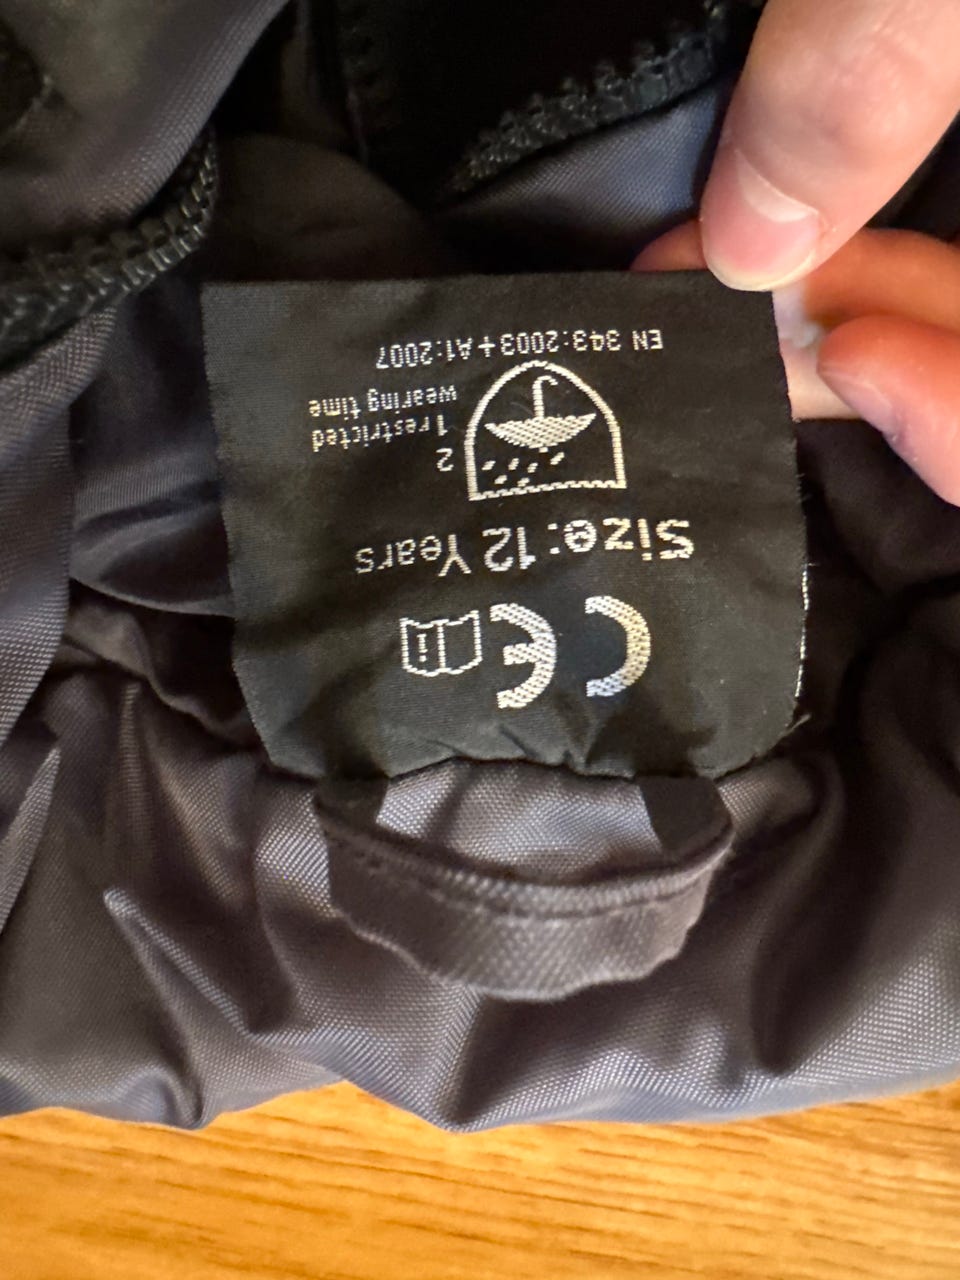 CE i
Size: 12 Years
2
1 restricted
wearing time
EN 343:2003 + A1:2007